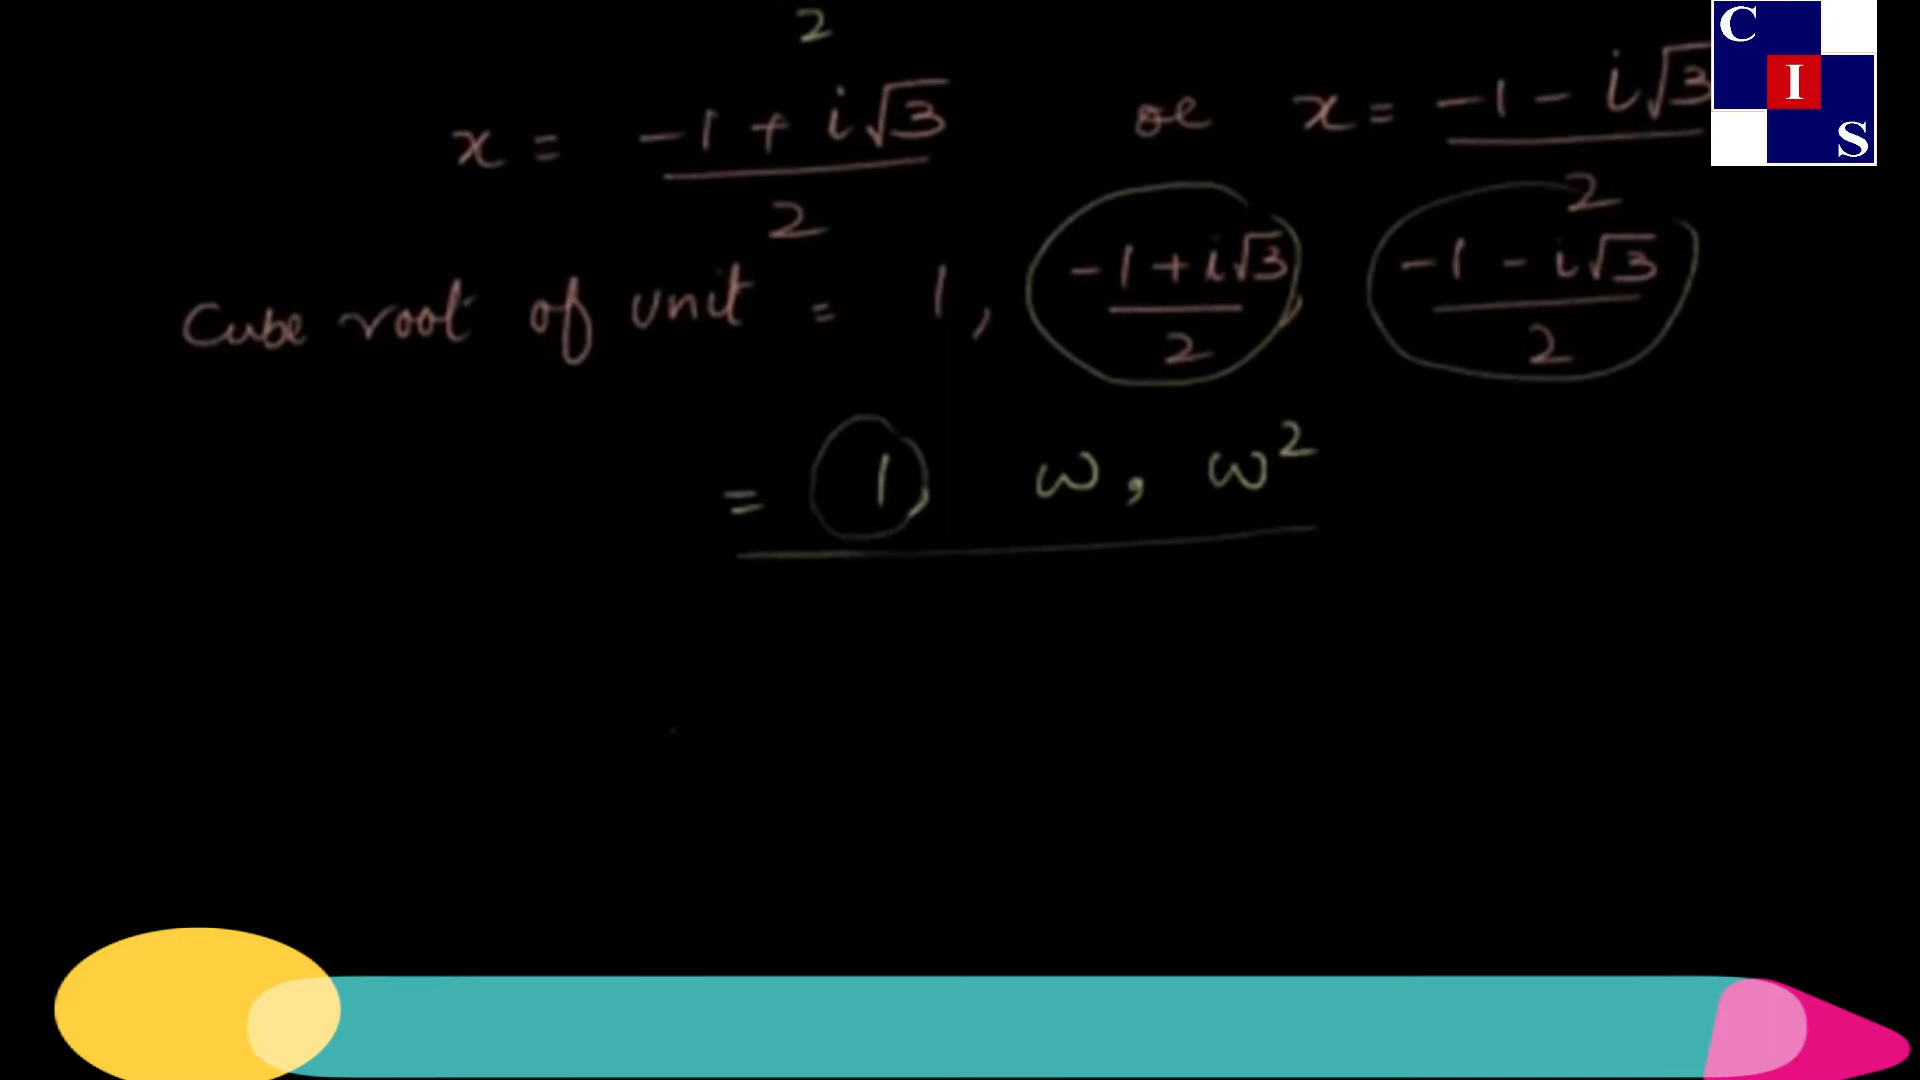 2
x = -1 + i√3 / 2 or x = -1 - i√3 / 2
Cube root of unit = 1, -1 + i√3 / 2, -1 - i√3 / 2
= 1, ω, ω²
C I S